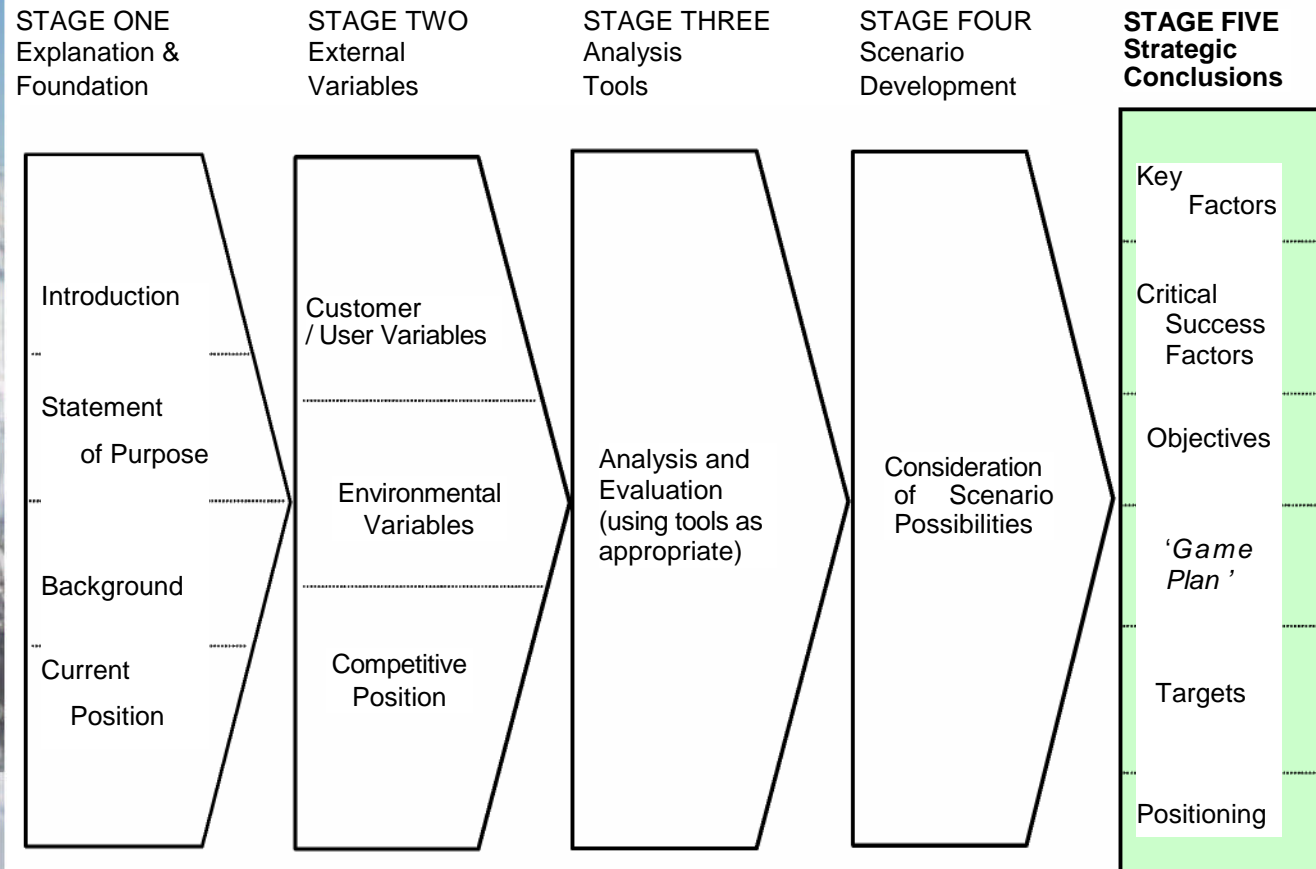 STAGE ONE
Explanation &
Foundation
STAGE TWO
External
Variables
STAGE THREE
Analysis
Tools
STAGE FOUR
Scenario
Development
STAGE FIVE
Strategic
Conclusions
Introduction
Statement
of Purpose
Background
Current
Position
Customer
/ User Variables
Environmental
Variables
Competitive
Position
Analysis and
Evaluation
(using tools as
appropriate)
Consideration
of Scenario
Possibilities
Key
Factors
Critical
Success
Factors
Objectives
‘Game
Plan ’
Targets
Positioning